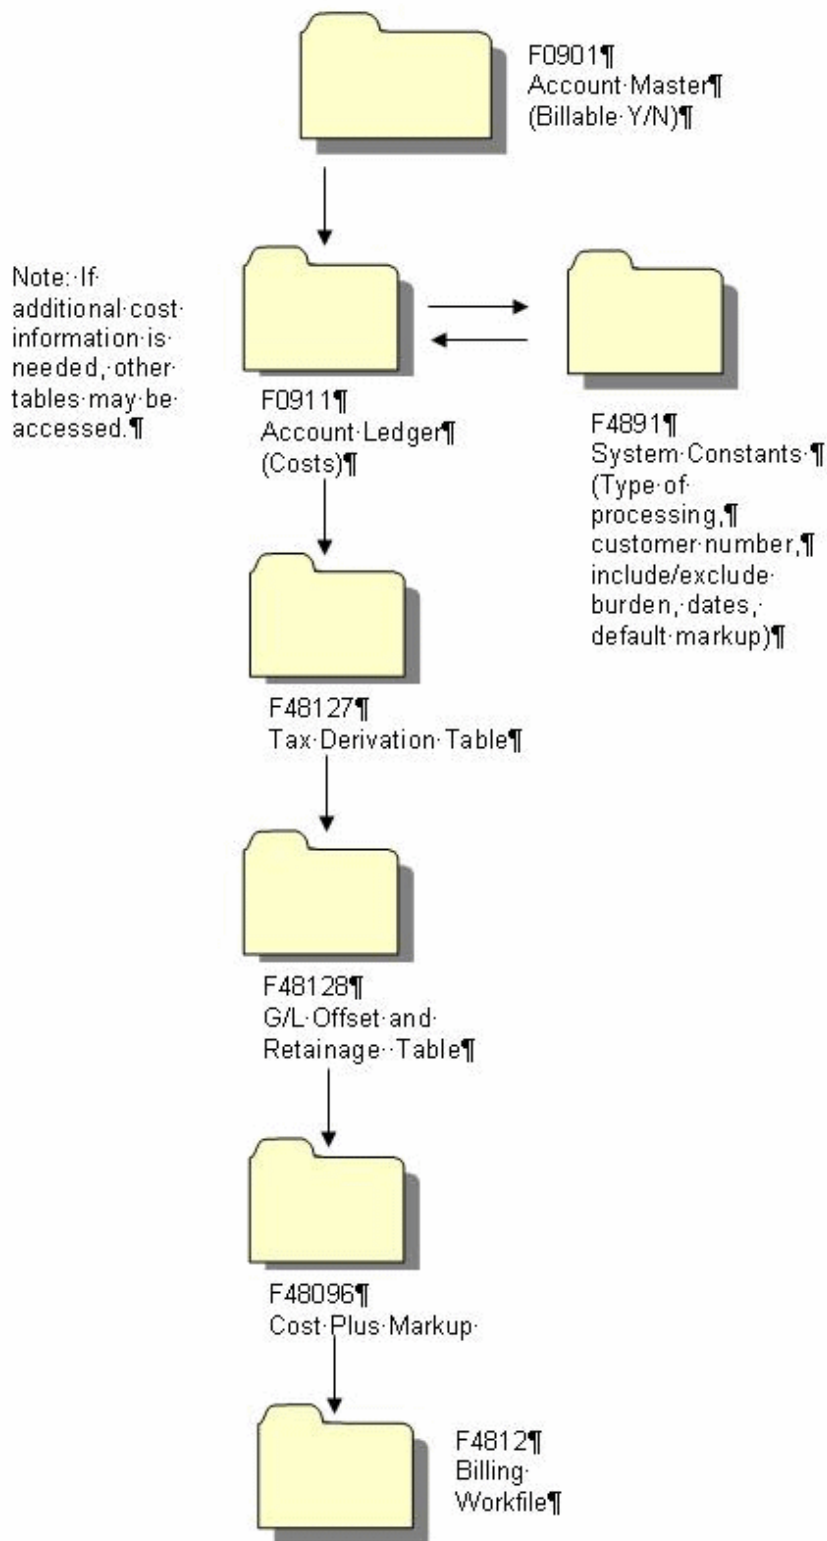 F0901¶
Account·Master¶
(Billable·Y/N)¶
Note:·If·
additional·cost·
information·is·
needed,·other·
tables·may·be·
accessed.¶
F0911¶
Account·Ledger¶
(Costs)¶
F4891¶
System·Constants·¶
(Type·of·
processing,¶
customer·number,¶
include/exclude·
burden,·dates,·
default·markup)¶
F48127¶
Tax·Derivation·Table¶
F48128¶
G/L·Offset·and·
Retainage··Table¶
F48096¶
Cost·Plus·Markup·
F4812¶
Billing·
Workfile¶